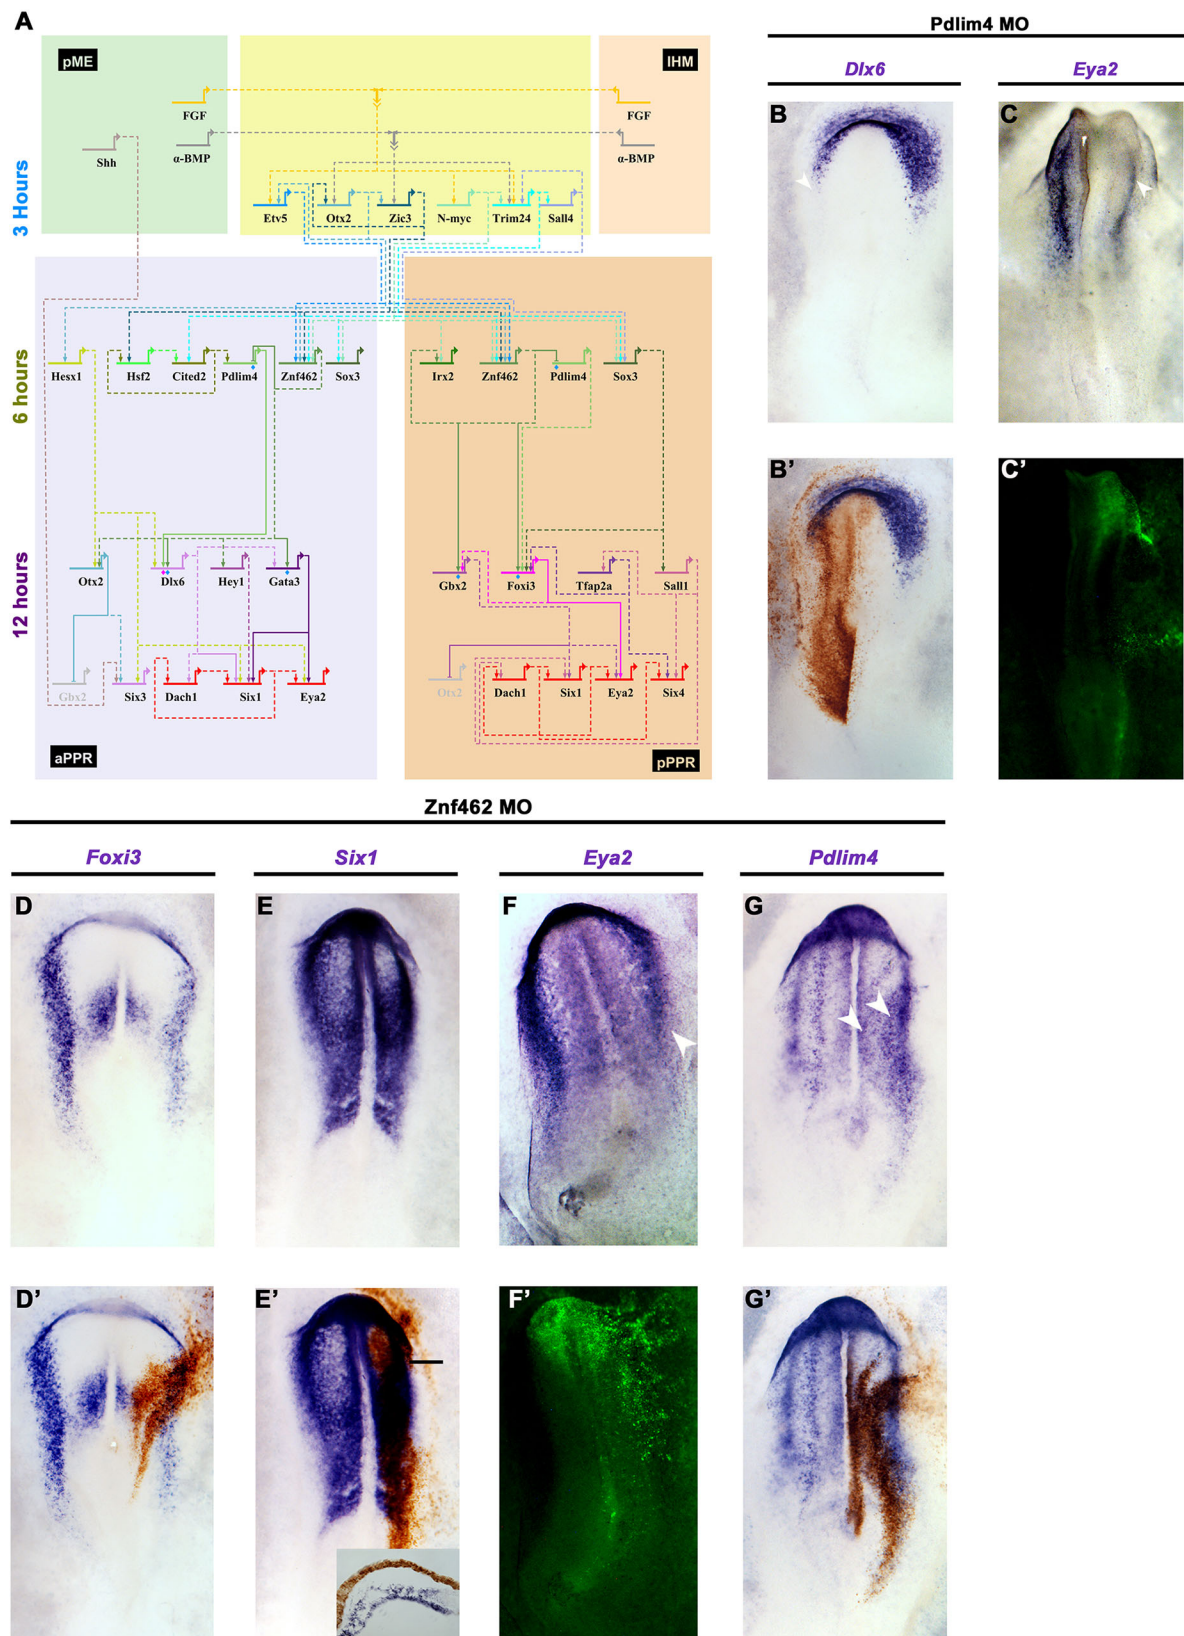 A
pME
lHM
FGF
FGF
Shh
α-BMP
α-BMP
3 Hours
Etv5
Otx2
Zic3
N-myc
Trim24
Sall4
6 hours
Hesx1
Hsf2
Cited2
Pdlim4
Znf462
Sox3
Irx2
Znf462
Pdlim4
Sox3
12 hours
Otx2
Dlx6
Hey1
Gata3
Gbx2
Foxi3
Tfap2a
Sall1
Gbx2
Six3
Dach1
Six1
Eya2
Otx2
Dach1
Six1
Eya2
Six4
aPPR
pPPR
Pdlim4 MO
Dlx6
Eya2
B
C
B’
C’
Znf462 MO
Foxi3
Six1
Eya2
Pdlim4
D
E
F
G
D’
E’
F’
G’